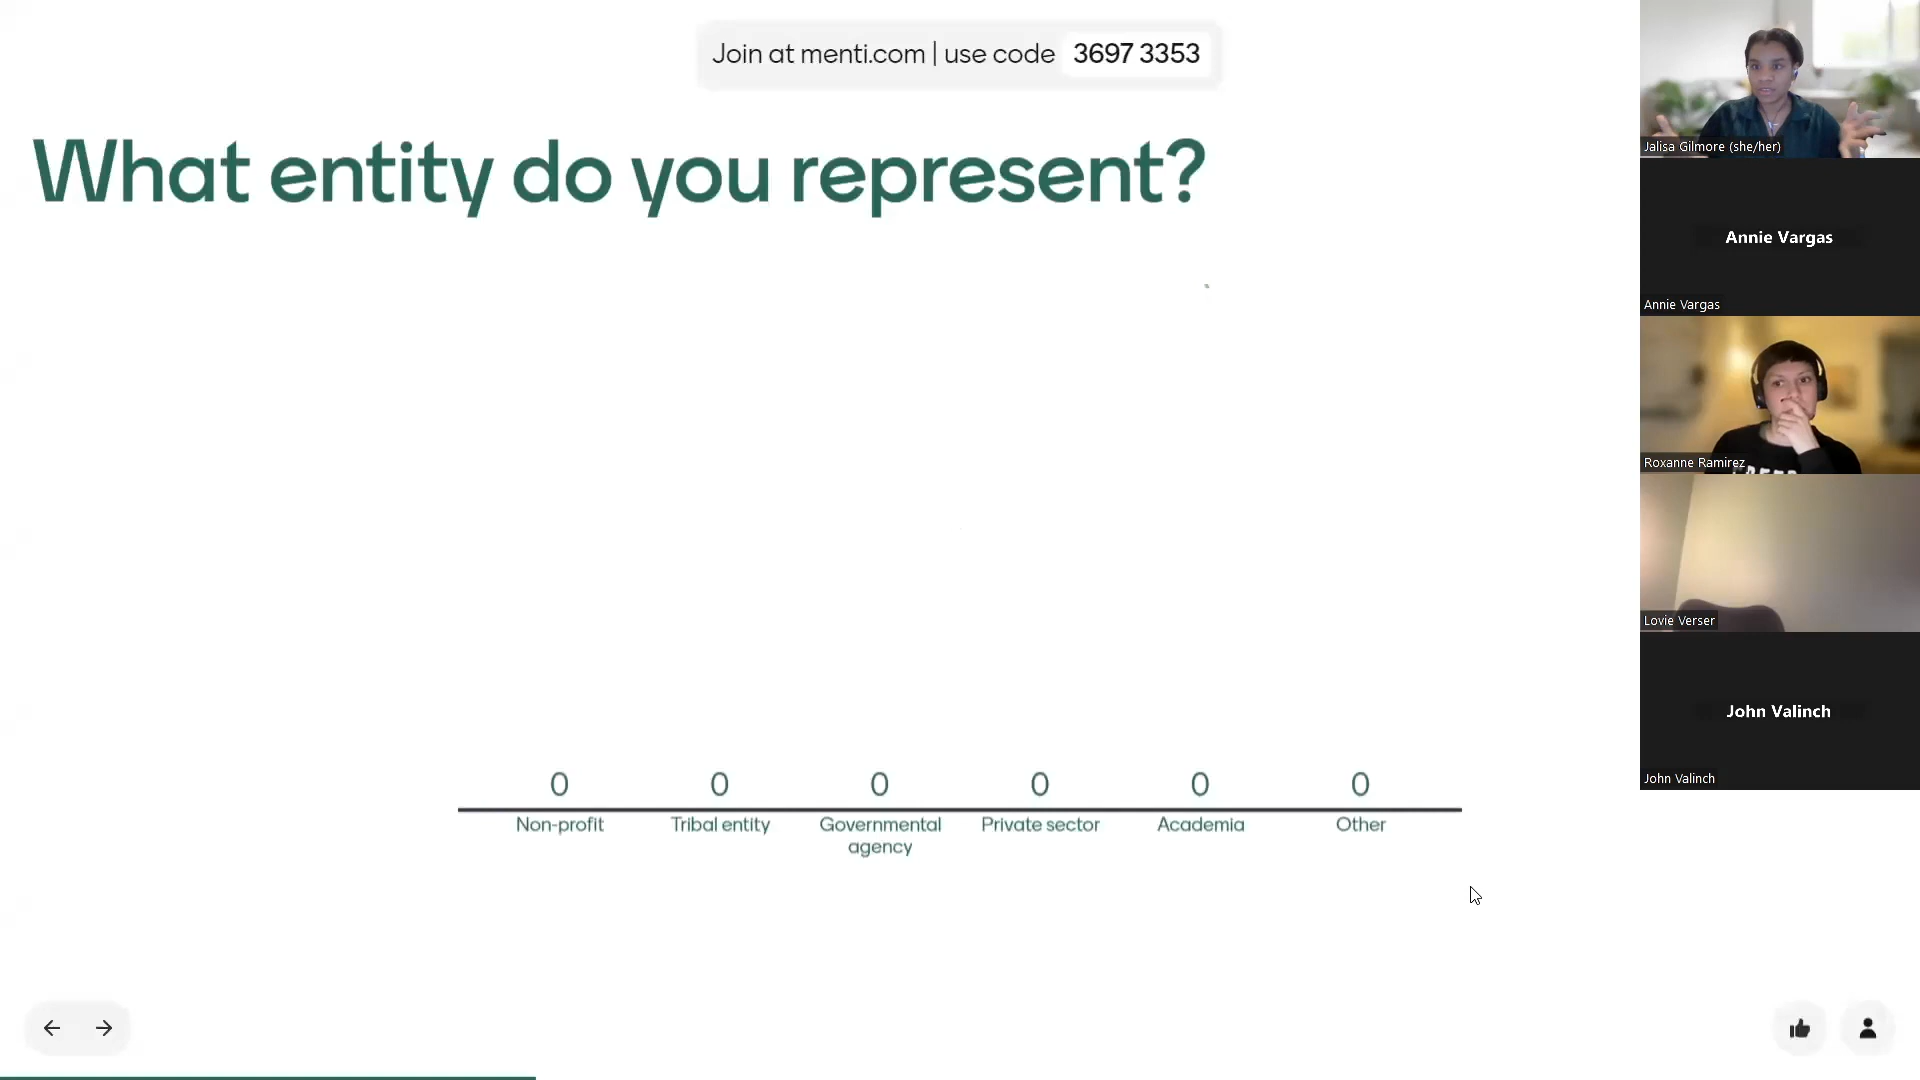 Join at menti.com | use code 3697 3353
What entity do you represent?
0 0 0 0 0 0
Non-profit Tribal entity Governmental agency Private sector Academia Other
Jalisa Gilmore (she/her)
Annie Vargas
Annie Vargas
Roxanne Ramirez
Lovie Verser
John Valinch
John Valinch